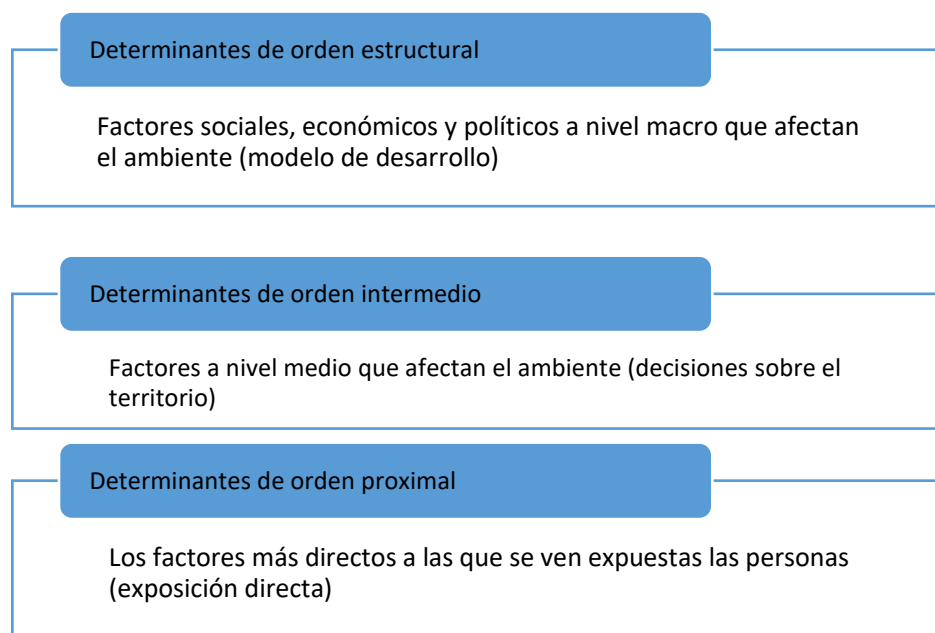 Determinantes de orden estructural
Factores sociales, económicos y políticos a nivel macro que afectan
el ambiente (modelo de desarrollo)
Determinantes de orden intermedio
Factores a nivel medio que afectan el ambiente (decisiones sobre el
territorio)
Determinantes de orden proximal
Los factores más directos a las que se ven expuestas las personas
(exposición directa)